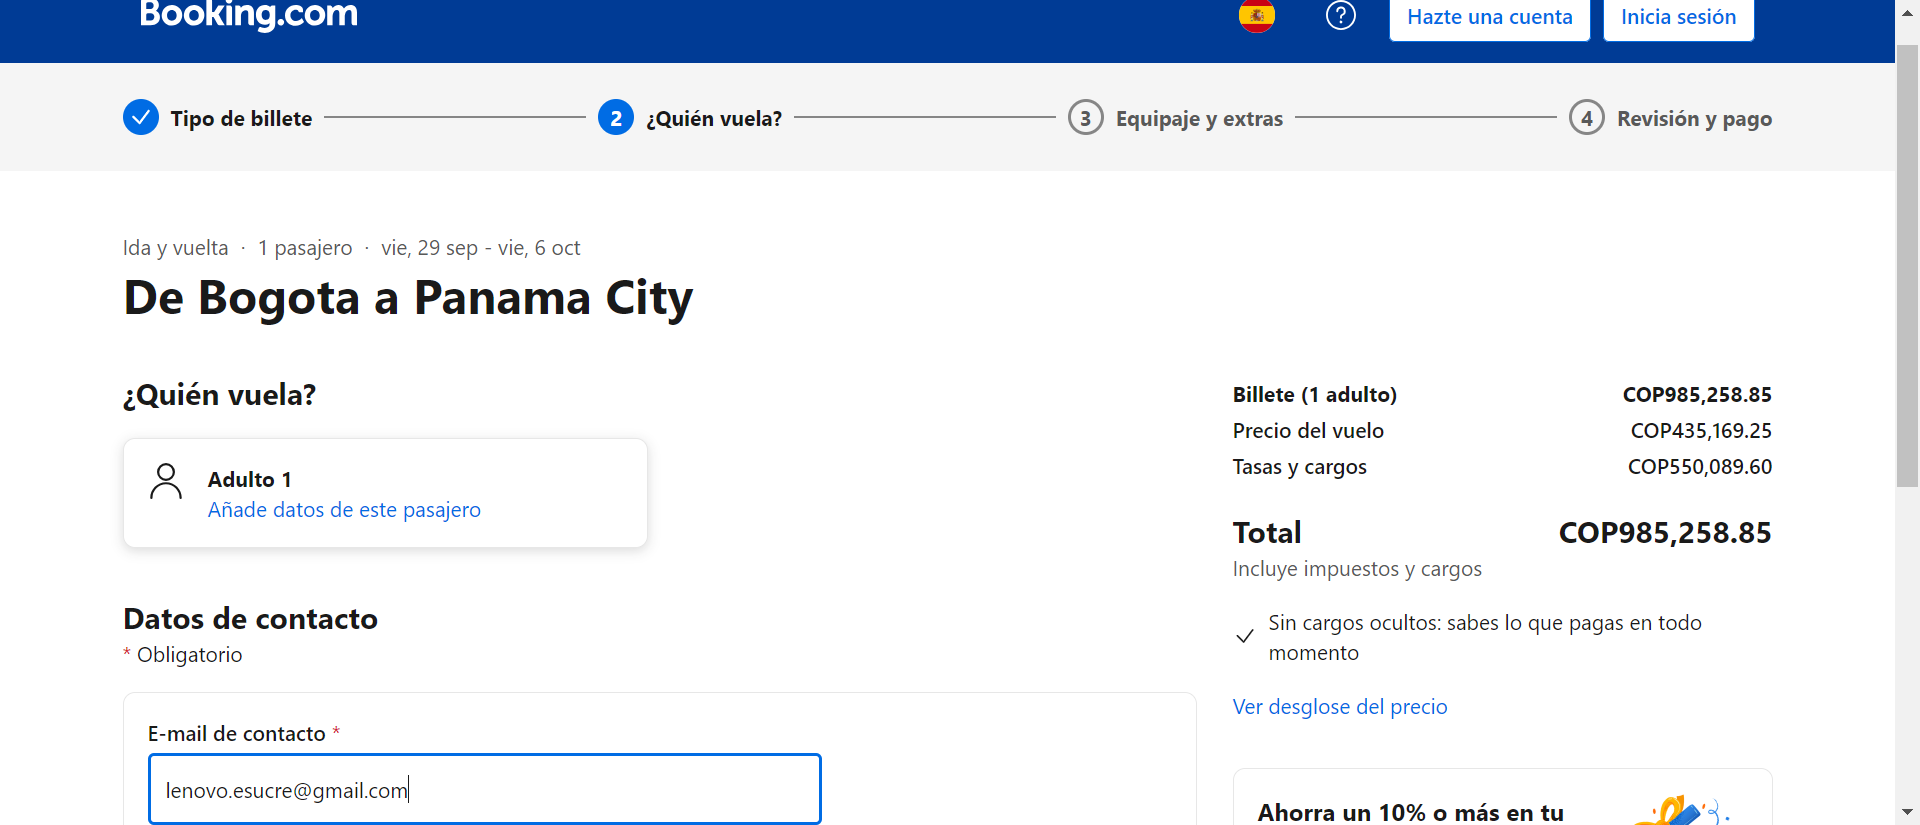 Booking.com
Hazte una cuenta
Inicia sesión
Tipo de billete
2 ¿Quién vuela?
3 Equipaje y extras
4 Revisión y pago
Ida y vuelta · 1 pasajero · vie, 29 sep - vie, 6 oct
De Bogota a Panama City
¿Quién vuela?
Adulto 1
Añade datos de este pasajero
Datos de contacto
* Obligatorio
E-mail de contacto *
lenovo.esucre@gmail.com
Billete (1 adulto) COP985,258.85
Precio del vuelo COP435,169.25
Tasas y cargos COP550,089.60
Total COP985,258.85
Incluye impuestos y cargos
Sin cargos ocultos: sabes lo que pagas en todo
momento
Ver desglose del precio
Ahorra un 10% o más en tu